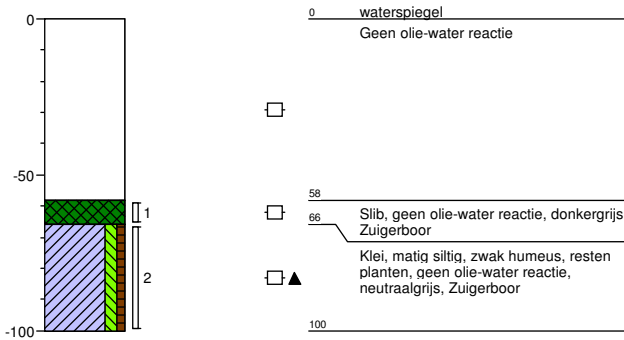 0
-50
-100
1
2
0 waterspiegel
Geen olie-water reactie
58
Slib, geen olie-water reactie, donkergrijs,
66
Zuigerboor
Klei, matig siltig, zwak humeus, resten
planten, geen olie-water reactie,
neutraalgrijs, Zuigerboor
100